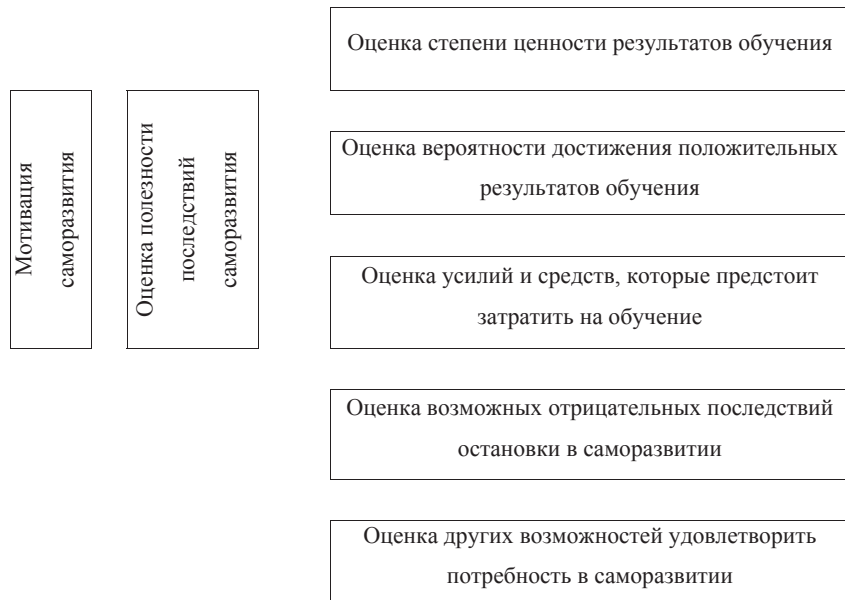 Мотивация
саморазвития
Оценка полезности
последствий
саморазвития
Оценка степени ценности результатов обучения
Оценка вероятности достижения положительных
результатов обучения
Оценка усилий и средств, которые предстоит
затратить на обучение
Оценка возможных отрицательных последствий
остановки в саморазвитии
Оценка других возможностей удовлетворить
потребность в саморазвитии